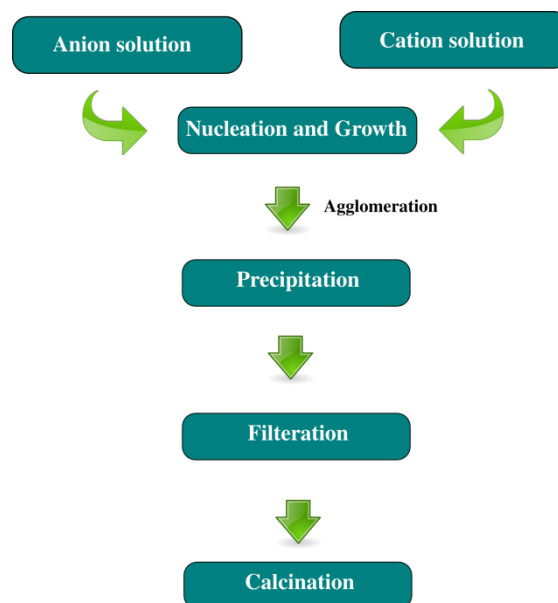 Anion solution
Cation solution
Nucleation and Growth
Agglomeration
Precipitation
Filteration
Calcination